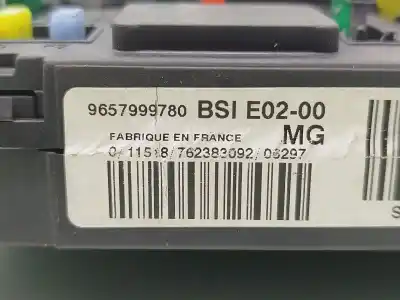 9657999780 BSI E02-00
FABRIQUE EN FRANCE MG
0/11518/762383092/06297
S